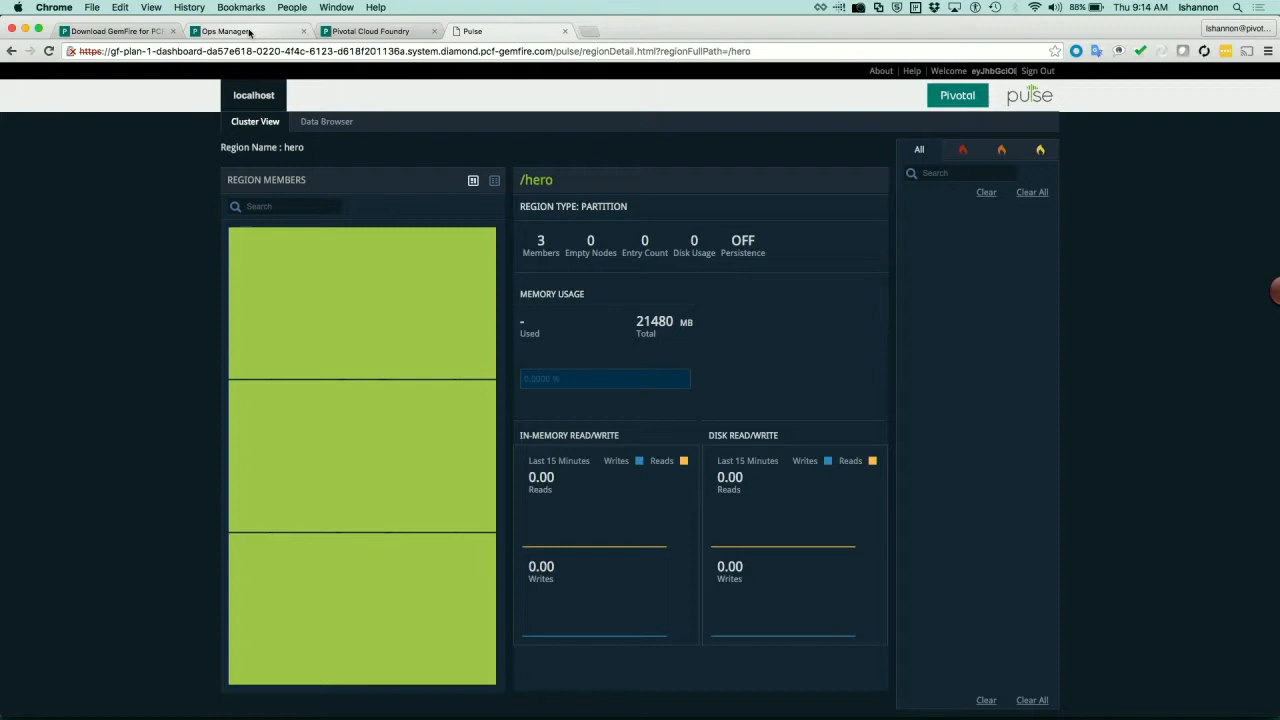 Chrome File Edit View History Bookmarks People Window Help 88% Thu 9:14 AM lshannon
Download GemFire for PC Ops Manager Pivotal Cloud Foundry Pulse lshannon@pivot...
https://gf-plan-1-dashboard-da57e618-0220-4f4c-6123-d618f201136a.system.diamond.pcf-gemfire.com/pulse/regionDetail.html?regionFullPath=/hero
About | Help | Welcome eyJhbGciOi Sign Out
localhost Pivotal pulse
Cluster View Data Browser
Region Name : hero
All
Search
Clear Clear All
REGION MEMBERS
Search
/hero
REGION TYPE: PARTITION
3 0 0 0 OFF
Members Empty Nodes Entry Count Disk Usage Persistence
MEMORY USAGE
- 21480 MB
Used Total
0.0000 %
IN-MEMORY READ/WRITE DISK READ/WRITE
Last 15 Minutes Writes Reads Last 15 Minutes Writes Reads
0.00 0.00
Reads Reads
0.00 0.00
Writes Writes
Clear Clear All